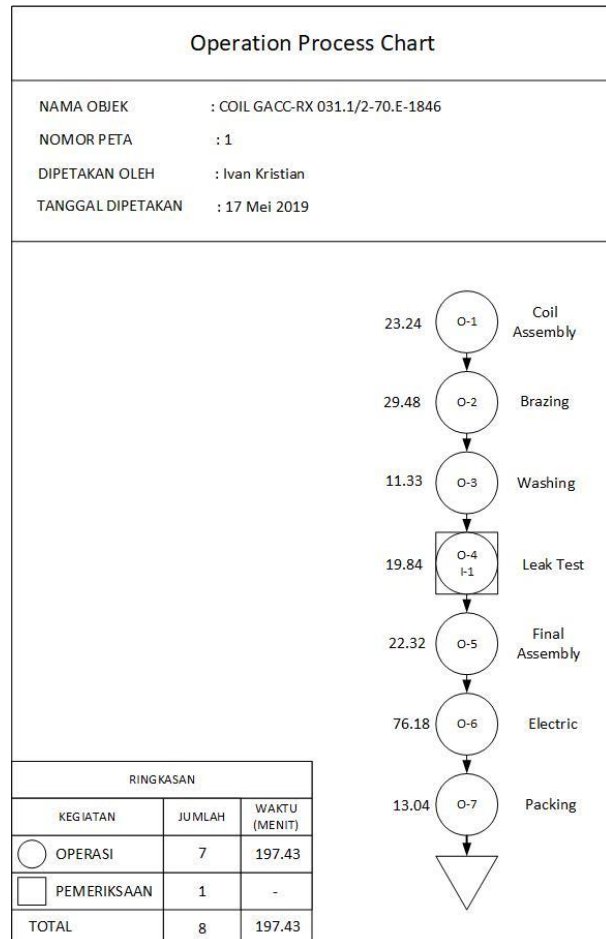 Operation Process Chart
NAMA OBJEK : COIL GACC-RX 031.1/2-70.E-1846
NOMOR PETA : 1
DIPETAKAN OLEH : Ivan Kristian
TANGGAL DIPETAKAN : 17 Mei 2019
23.24 O-1 Coil
Assembly
29.48 O-2 Brazing
11.33 O-3 Washing
19.84 O-4 Leak Test
I-1
22.32 O-5 Final
Assembly
76.18 O-6 Electric
13.04 O-7 Packing
RINGKASAN
KEGIATAN JUMLAH WAKTU
(MENIT)
OPERASI 7 197.43
PEMERIKSAAN 1 -
TOTAL 8 197.43